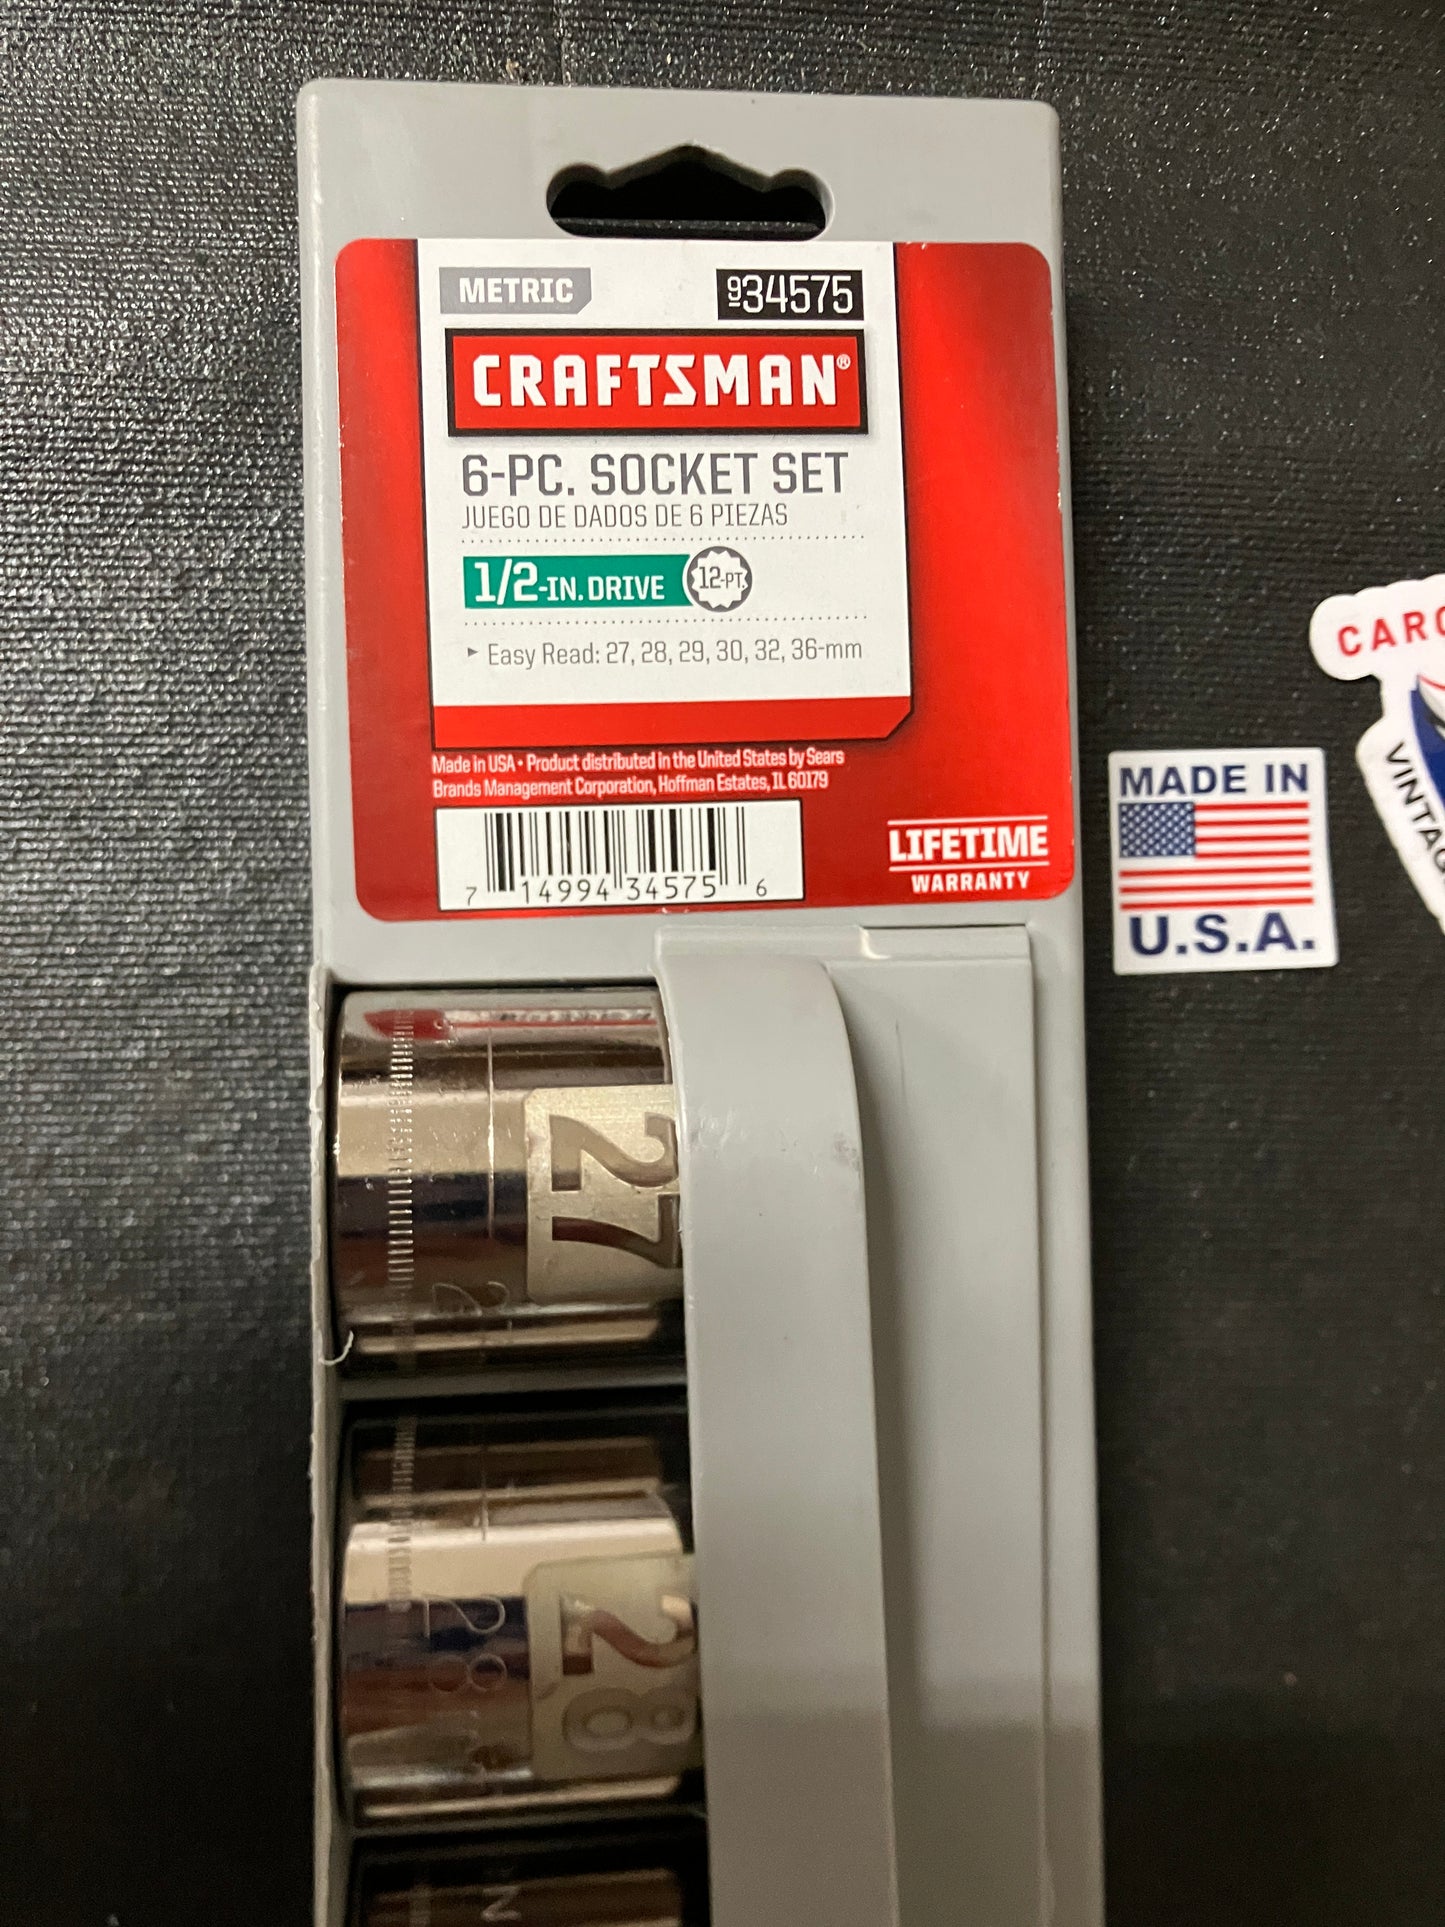 METRIC
934575
CRAFTSMAN®
6-PC. SOCKET SET
JUEGO DE DADOS DE 6 PIEZAS
1/2-IN. DRIVE
12-PT.
▸ Easy Read: 27, 28, 29, 30, 32, 36-mm
Made in USA • Product distributed in the United States by Sears
Brands Management Corporation, Hoffman Estates, IL 60179
7 14994 34575 6
LIFETIME
WARRANTY
MADE IN
U.S.A.
27
28
28